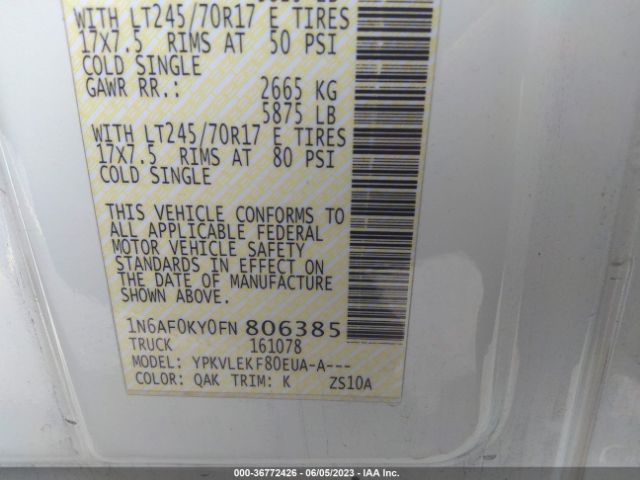 WITH LT245/70R17 E TIRES
17X7.5 RIMS AT 50 PSI
COLD SINGLE
GAWR RR.: 2665 KG
5875 LB
WITH LT245/70R17 E TIRES
17X7.5 RIMS AT 80 PSI
COLD SINGLE
THIS VEHICLE CONFORMS TO
ALL APPLICABLE FEDERAL
MOTOR VEHICLE SAFETY
STANDARDS IN EFFECT ON
THE DATE OF MANUFACTURE
SHOWN ABOVE.
1N6AF0KY0FN 806385
TRUCK 161078
MODEL: YPKVLEKF80EUA-A---
COLOR: QAK TRIM: K ZS10A
000-36772426 - 06/05/2023 - IAA Inc.